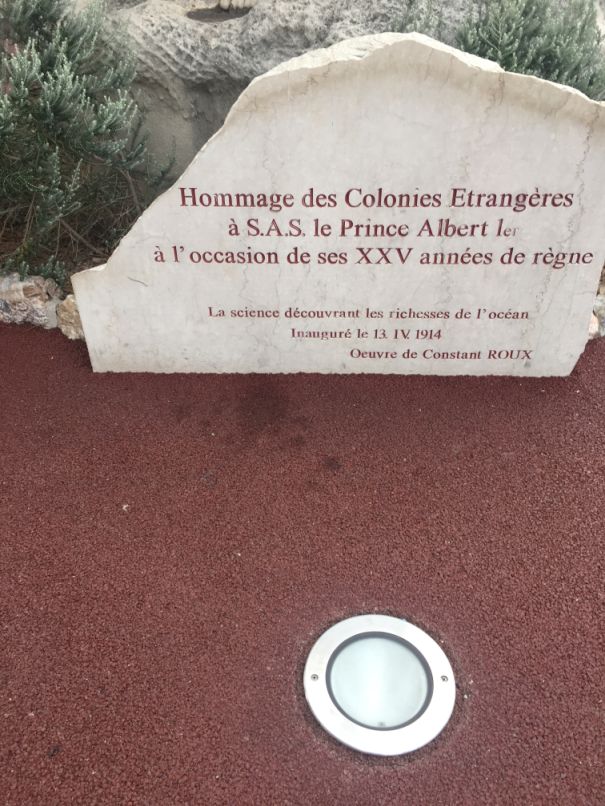 Hommage des Colonies Etrangères
à S.A.S. le Prince Albert Ier
à l'occasion de ses XXV années de règne
La science découvrant les richesses de l'océan
Inauguré le 13. IV. 1914
Oeuvre de Constant ROUX